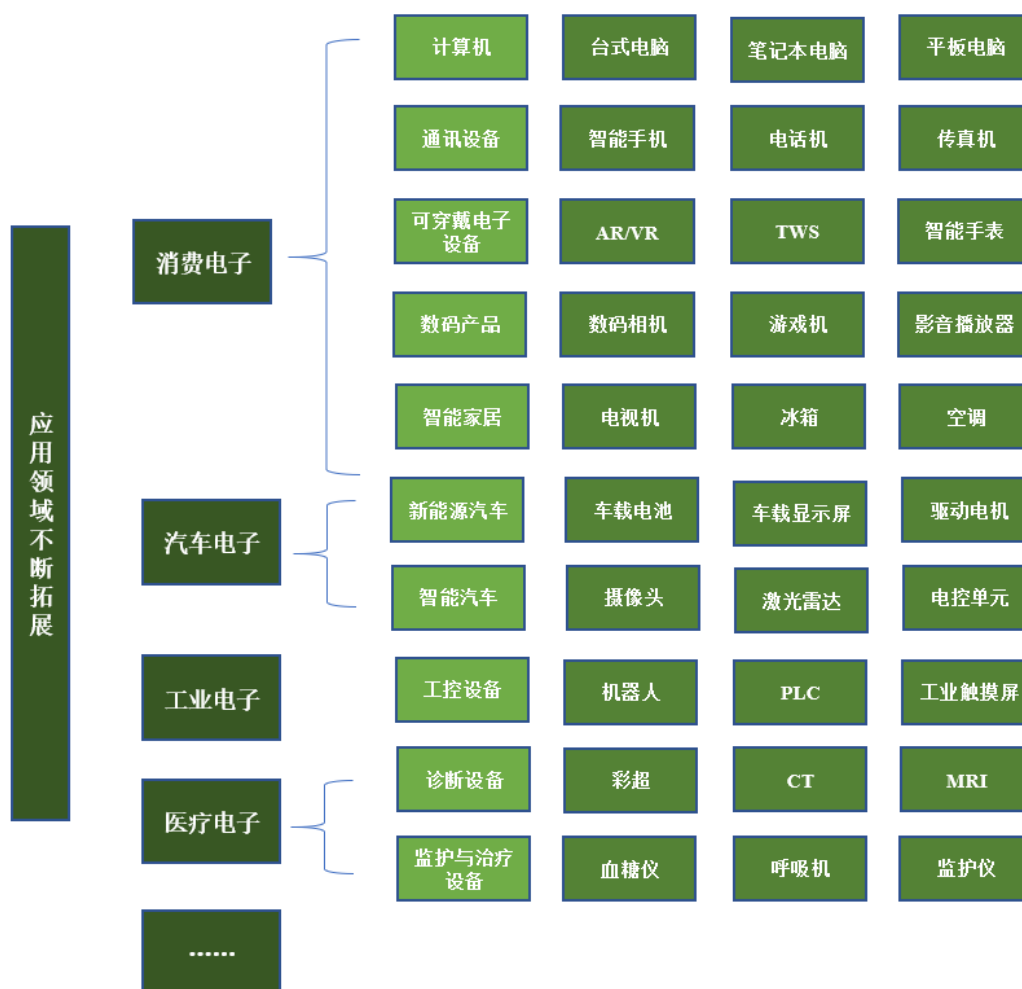 应用领域不断拓展
消费电子
计算机
台式电脑
笔记本电脑
平板电脑
通讯设备
智能手机
电话机
传真机
可穿戴电子
设备
AR/VR
TWS
智能手表
数码产品
数码相机
游戏机
影音播放器
智能家居
电视机
冰箱
空调
汽车电子
新能源汽车
车载电池
车载显示屏
驱动电机
智能汽车
摄像头
激光雷达
电控单元
工业电子
工控设备
机器人
PLC
工业触摸屏
医疗电子
诊断设备
彩超
CT
MRI
监护与治疗
设备
血糖仪
呼吸机
监护仪
......